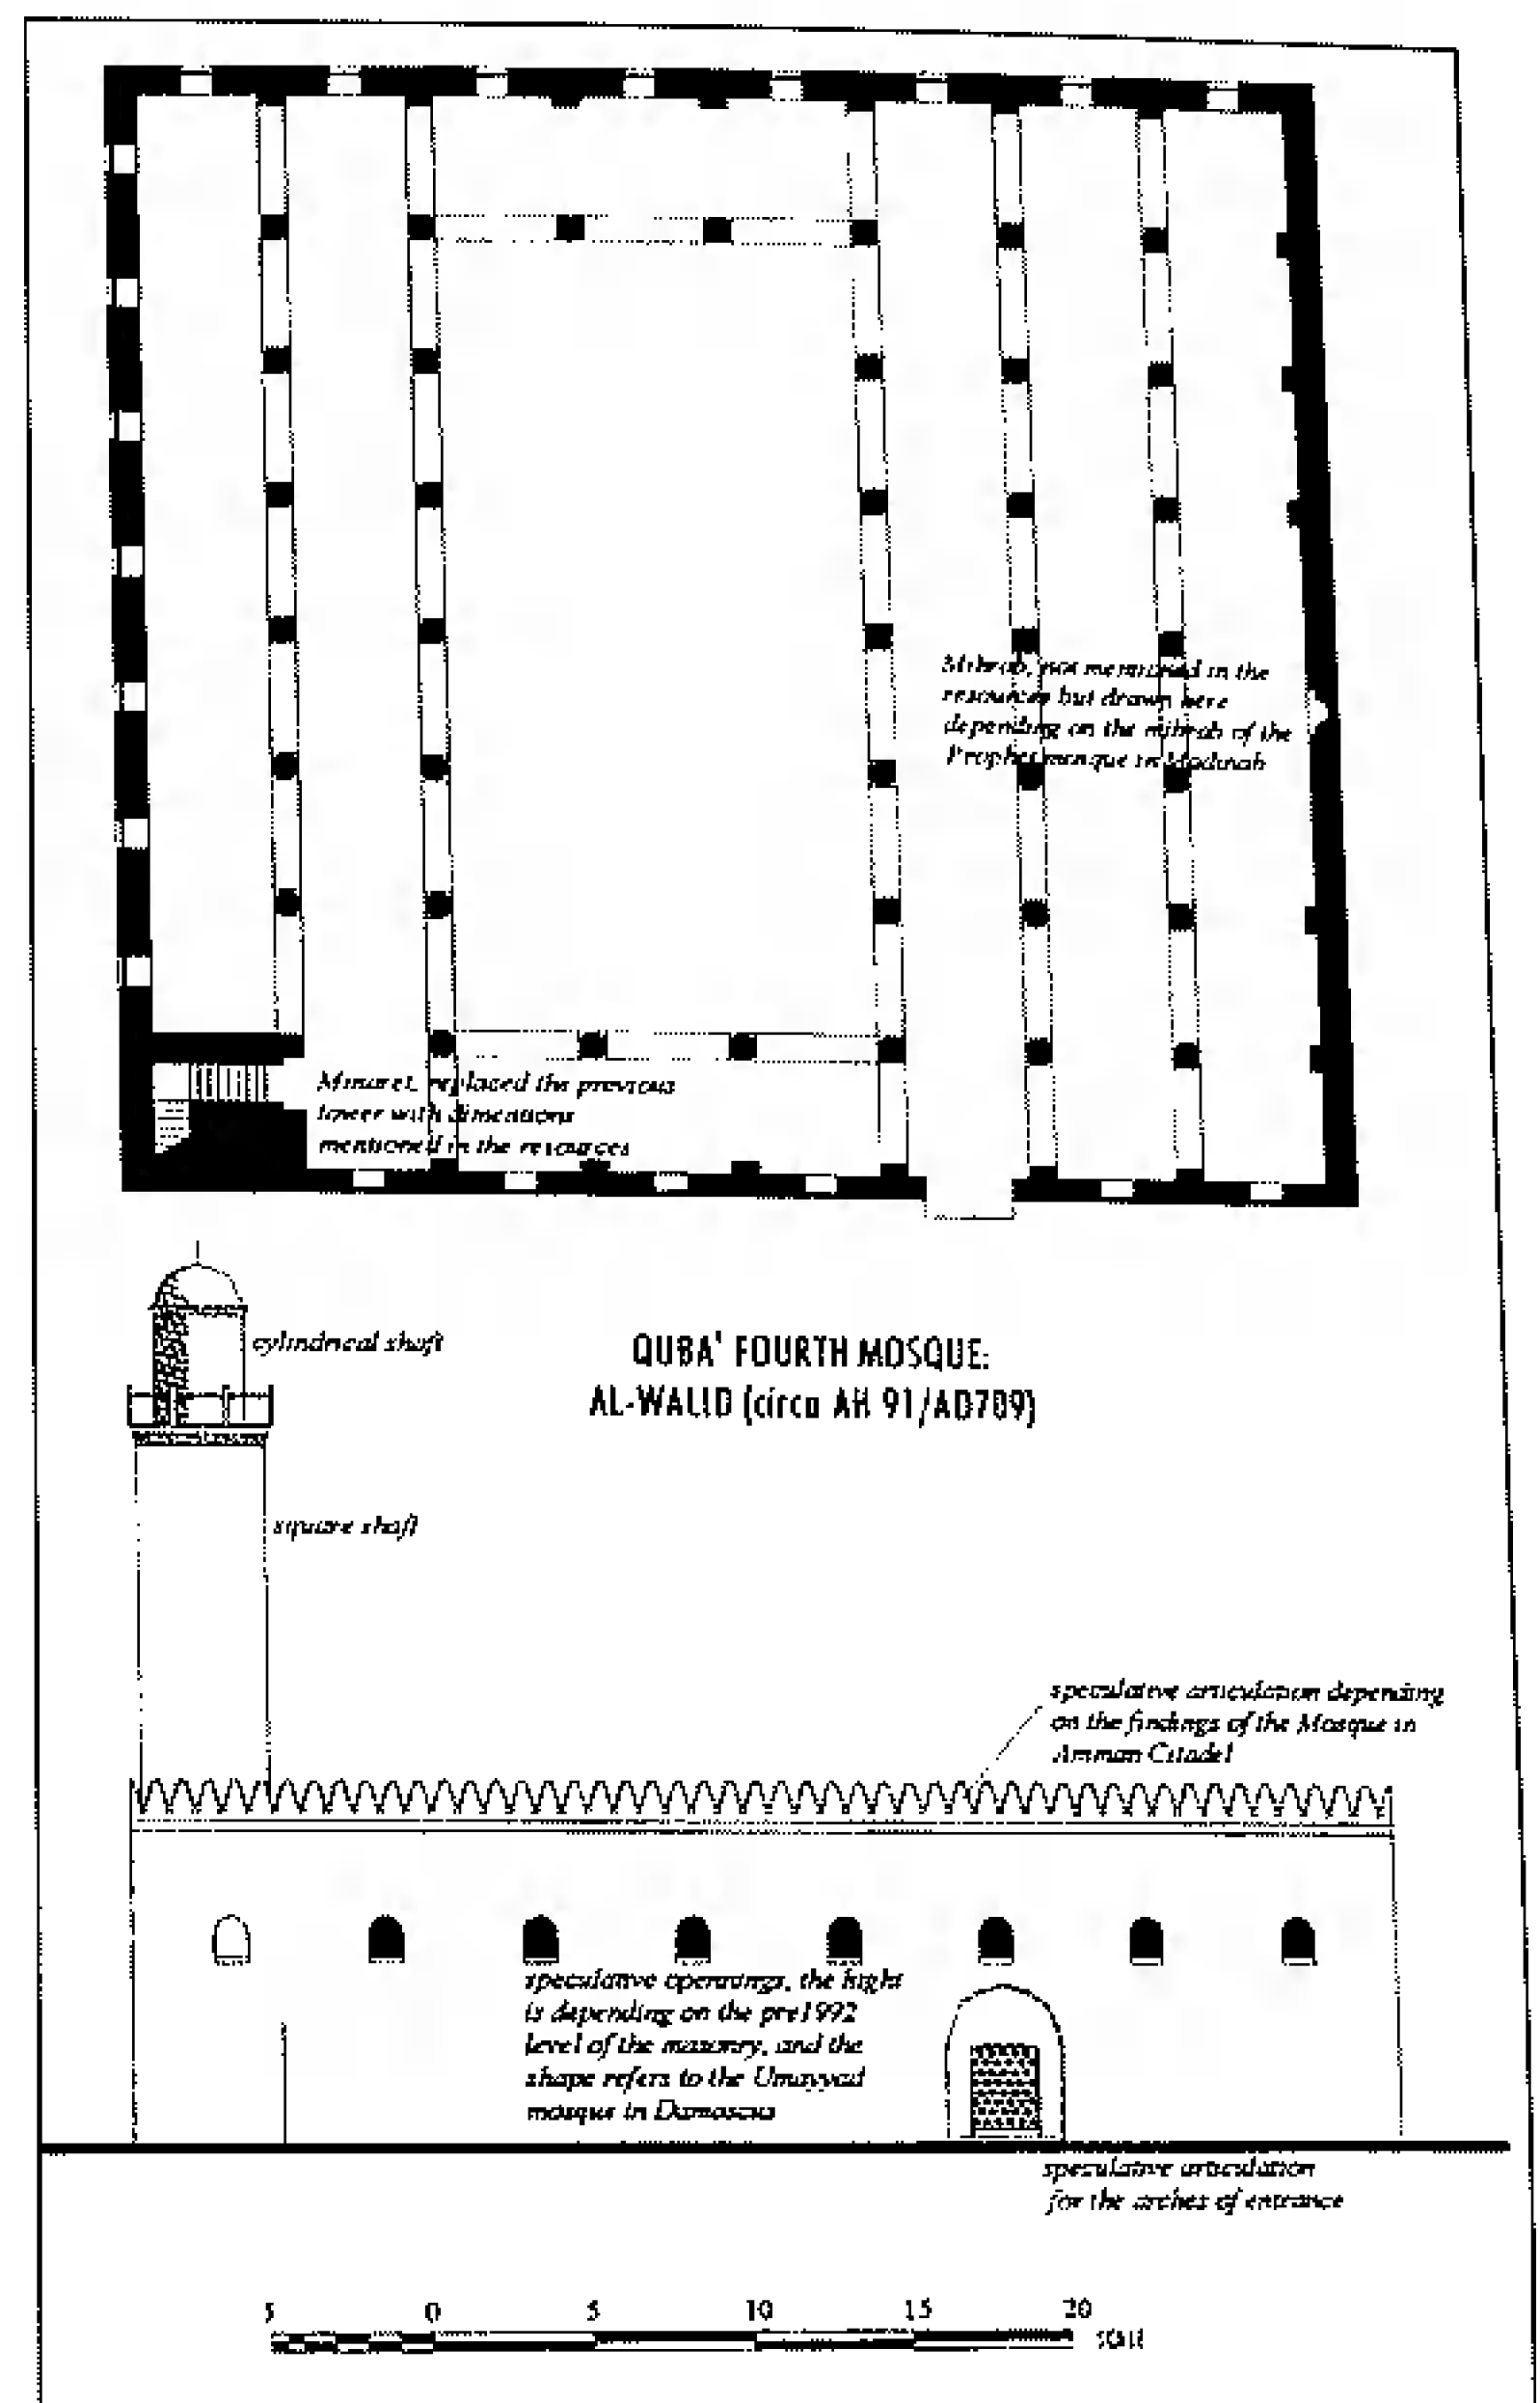 Mihrab, not mentioned in the
resources but drawn here
depending on the mihrab of the
Prophet mosque in Madinah
Minaret, replaced the previous
tower with dimentions
mentioned in the resources
cylindrical shaft
QUBA' FOURTH MOSQUE:
AL-WALID (circa AH 91/AD709)
square shaft
speculative articulation depending
on the findings of the Mosque in
Amman Citadel
speculative openings, the hight
is depending on the pre1992
level of the masonry, and the
shape refers to the Umayyad
mosque in Damascus
speculative articulation
for the arches of entrance
5 0 5 10 15 20
SCALE